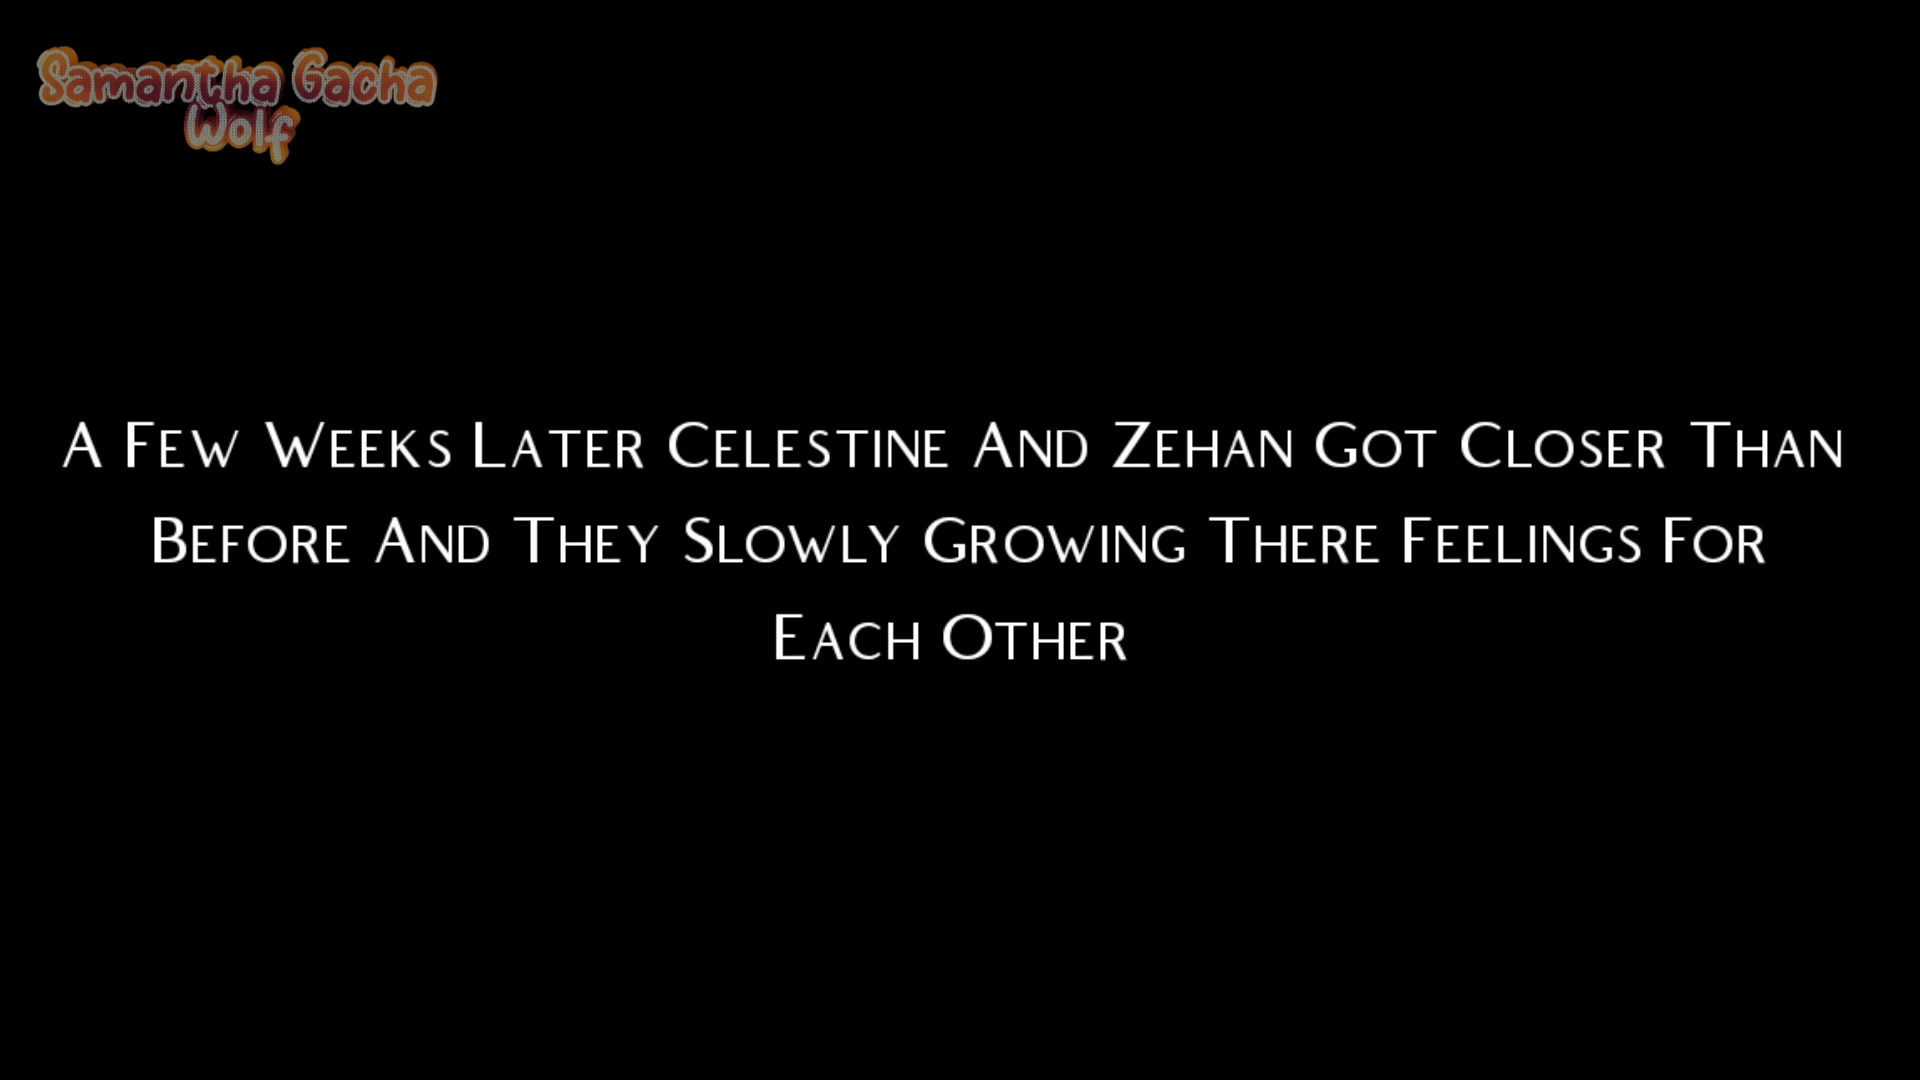 Samantha Gacha
Wolf
A Few Weeks Later Celestine And Zehan Got Closer Than
Before And They Slowly Growing There Feelings For
Each Other